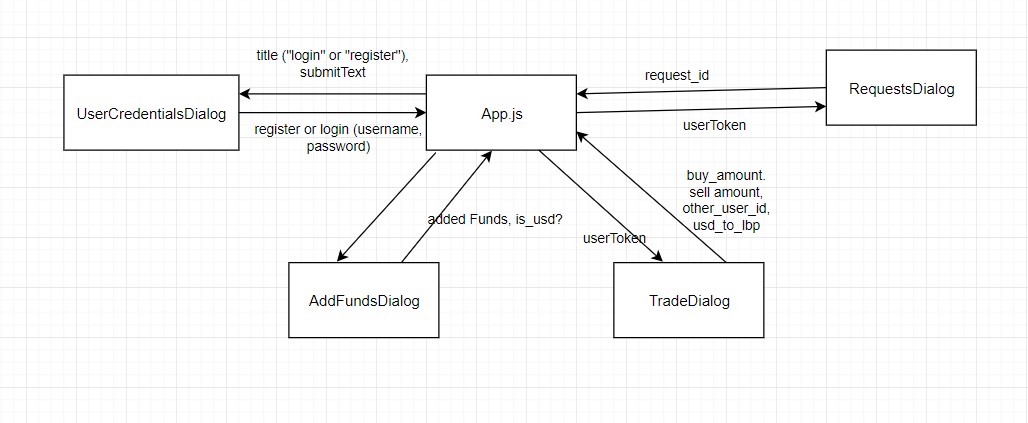 title ("login" or "register"),
submitText
request_id
RequestsDialog
UserCredentialsDialog
App.js
register or login (username,
password)
userToken
buy_amount.
sell amount,
other_user_id,
usd_to_lbp
added Funds, is_usd?
userToken
AddFundsDialog
TradeDialog